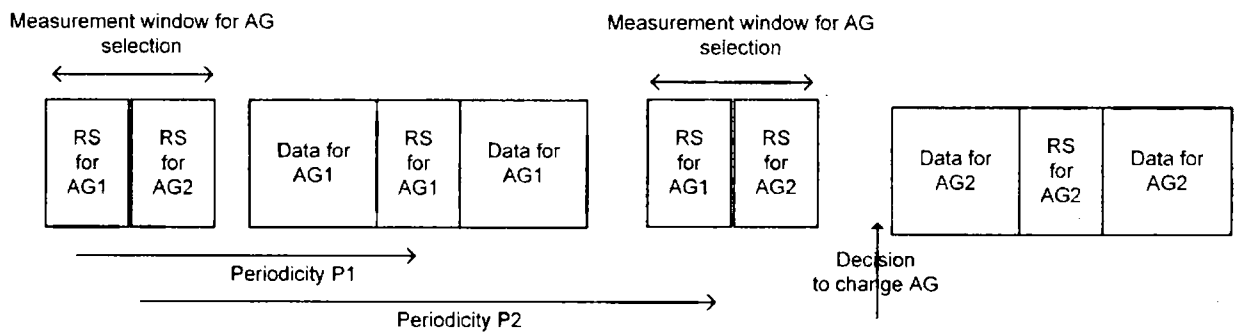 Measurement window for AG
selection
Measurement window for AG
selection
RS
for
AG1
RS
for
AG2
Data for
AG1
RS
for
AG1
Data for
AG1
RS
for
AG1
RS
for
AG2
Data for
AG2
RS
for
AG2
Data for
AG2
Periodicity P1
Decision
to change AG
Periodicity P2